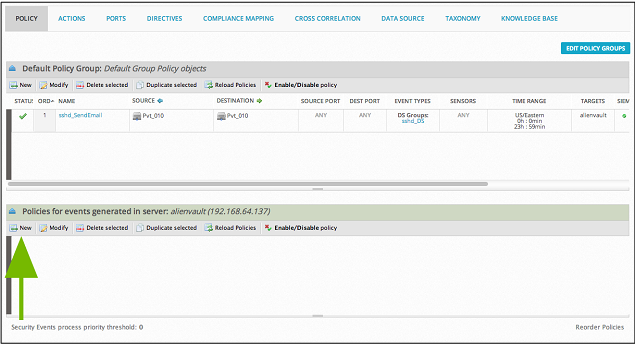 POLICY ACTIONS PORTS DIRECTIVES COMPLIANCE MAPPING CROSS CORRELATION DATA SOURCE TAXONOMY KNOWLEDGE BASE
EDIT POLICY GROUPS
Default Policy Group: Default Group Policy objects
New Modify Delete selected Duplicate selected Reload Policies Enable/Disable policy
STATUS ORD NAME SOURCE DESTINATION SOURCE PORT DEST PORT EVENT TYPES SENSORS TIME RANGE TARGETS SIEM
1 sshd_SendEmail Pvt_010 Pvt_010 ANY ANY DS Groups: ANY US/Eastern alienvault
sshd_DS 0h : 0min
23h : 59min
Policies for events generated in server: alienvault (192.168.64.137)
New Modify Delete selected Duplicate selected Reload Policies Enable/Disable policy
Security Events process priority threshold: 0 Reorder Policies